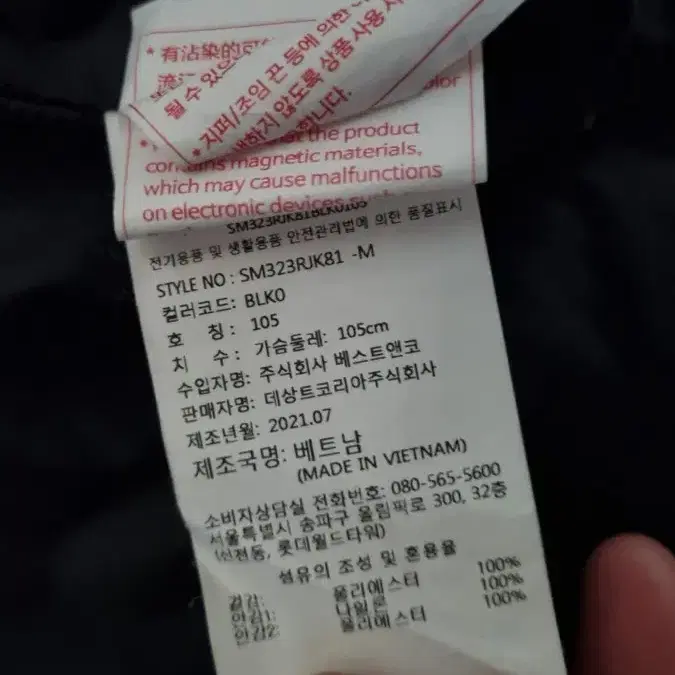 * 有沾染的可
될 수 있으
* 지퍼/조임 끈 등에 의한
하지 않도록 상품 사용 시
합니다.
color
the product
contains magnetic materials,
which may cause malfunctions
on electronic devices
SM323RJK81BLK0105
전기용품 및 생활용품 안전관리법에 의한 품질표시
STYLE NO : SM323RJK81 -M
컬러코드: BLK0
호 칭 : 105
치 수 : 가슴둘레: 105cm
수입자명: 주식회사 베스트앤코
판매자명: 데상트코리아주식회사
제조년월: 2021.07
제조국명: 베트남
(MADE IN VIETNAM)
소비자상담실 전화번호: 080-565-5600
서울특별시 송파구 올림픽로 300, 32층
(신천동, 롯데월드타워)
섬유의 조성 및 혼용율
겉감: 폴리에스터 100%
안감1: 나일론 100%
안감2: 폴리에스터 100%